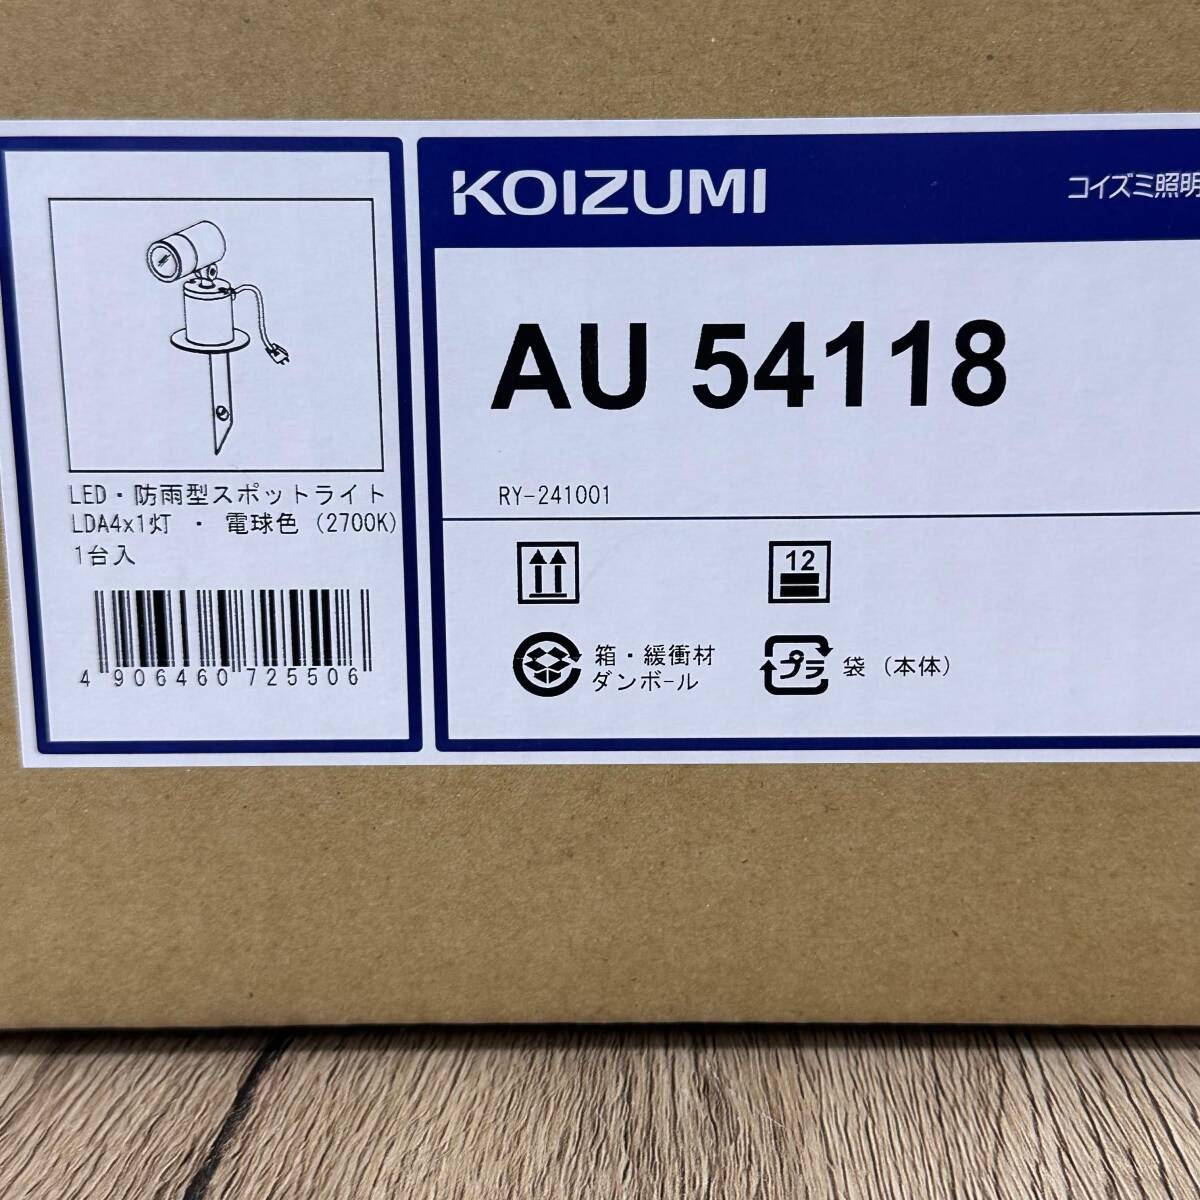 LED・防雨型スポットライト
LDA4x1灯 ・ 電球色 (2700K)
1台入
4 906460 725506
KOIZUMI
コイズミ照明
AU 54118
RY-241001
12
箱・緩衝材
ダンボール
プラ
袋 (本体)